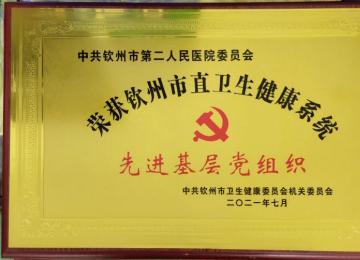 中共钦州市第二人民医院委员会
荣获钦州市直卫生健康系统
先进基层党组织
中共钦州市卫生健康委员会机关委员会
二〇二一年七月